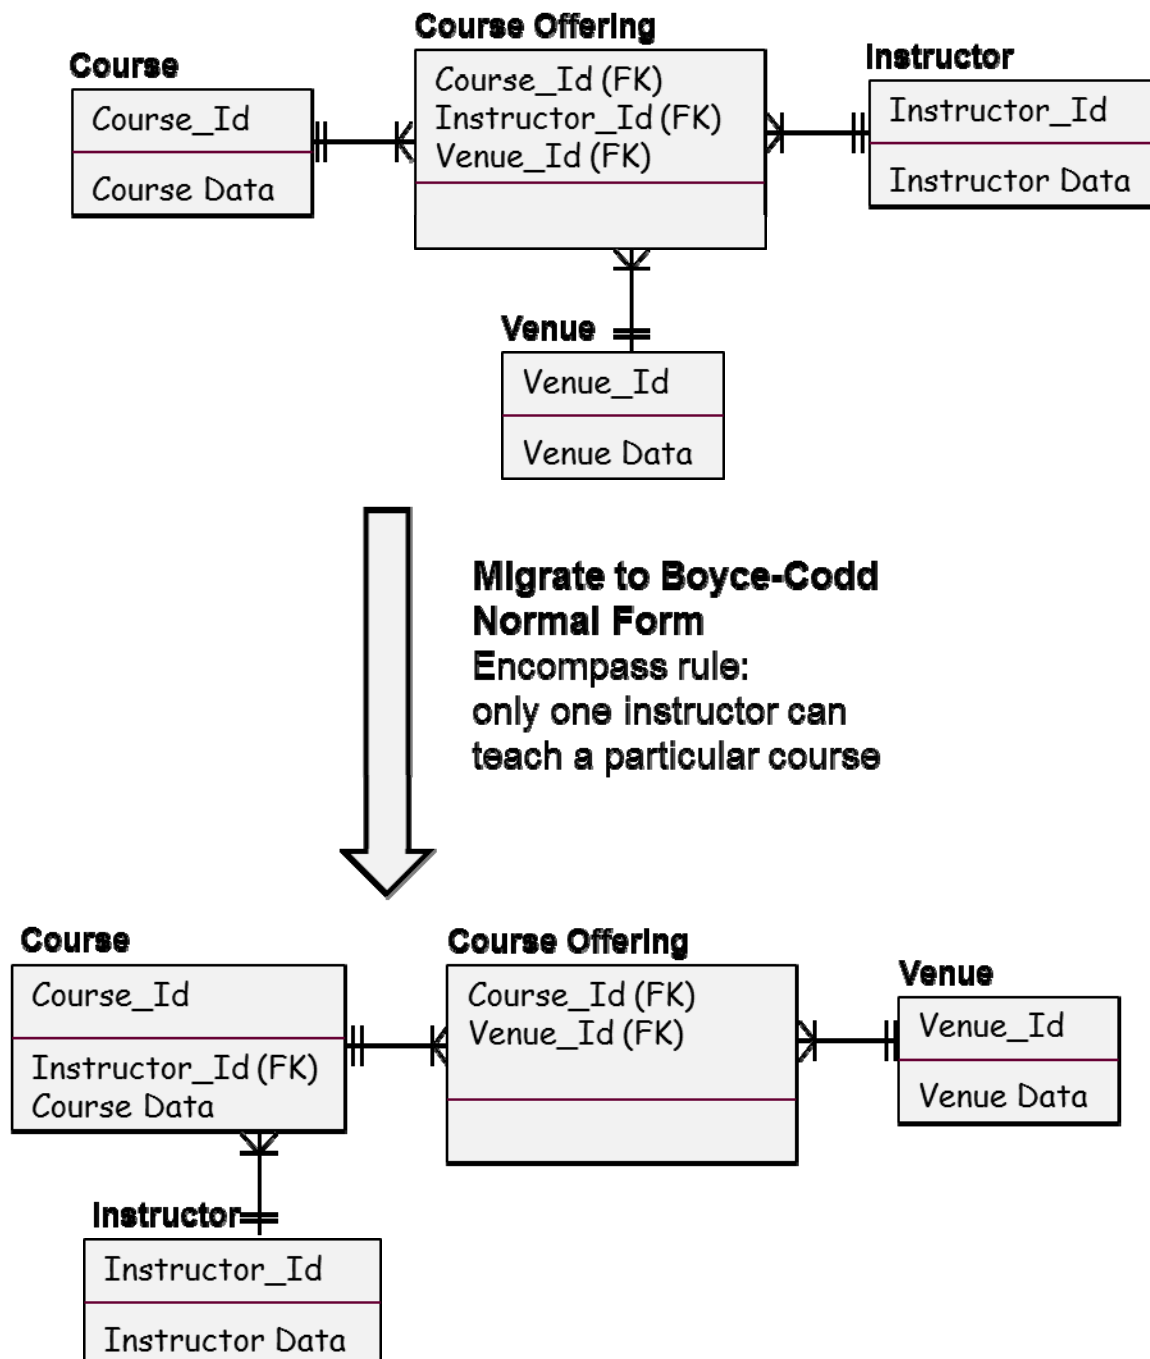 Course Offering
Course
Instructor
Course_Id (FK)
Instructor_Id (FK)
Venue_Id (FK)
Course_Id
Course Data
Instructor_Id
Instructor Data
Venue
Venue_Id
Venue Data
Migrate to Boyce-Codd
Normal Form
Encompass rule:
only one instructor can
teach a particular course
Course
Course Offering
Venue
Course_Id
Instructor_Id (FK)
Course Data
Course_Id (FK)
Venue_Id (FK)
Venue_Id
Venue Data
Instructor
Instructor_Id
Instructor Data